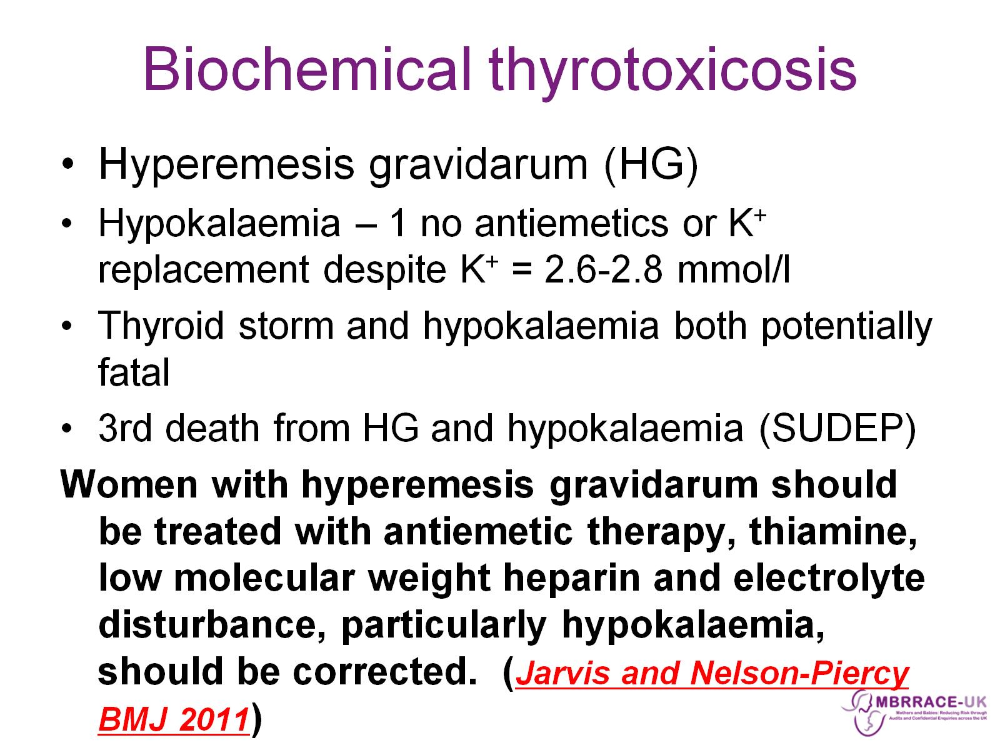 Biochemical thyrotoxicosis
• Hyperemesis gravidarum (HG)
• Hypokalaemia – 1 no antiemetics or K⁺
replacement despite K⁺ = 2.6-2.8 mmol/l
• Thyroid storm and hypokalaemia both potentially
fatal
• 3rd death from HG and hypokalaemia (SUDEP)
Women with hyperemesis gravidarum should
be treated with antiemetic therapy, thiamine,
low molecular weight heparin and electrolyte
disturbance, particularly hypokalaemia,
should be corrected. (Jarvis and Nelson-Piercy
BMJ 2011)
MBRRACE-UK
Mothers and Babies: Reducing Risk through
Audits and Confidential Enquiries across the UK